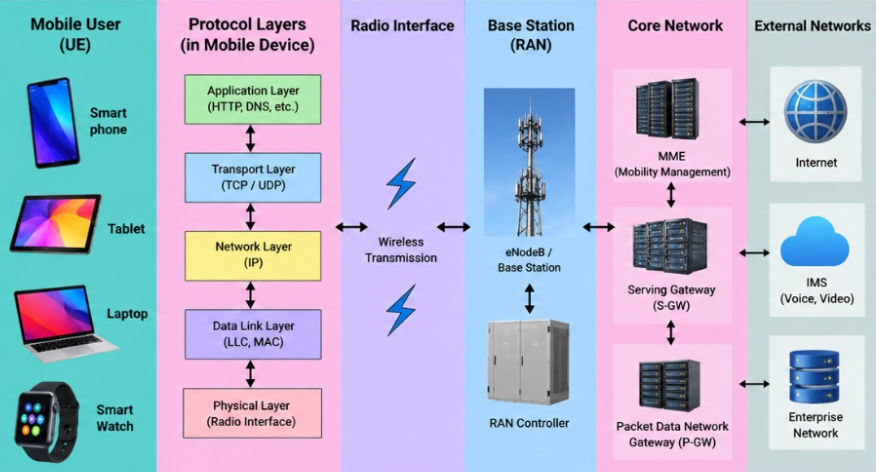 Mobile User
(UE)
Smart
phone
Tablet
Laptop
Smart
Watch
Protocol Layers
(in Mobile Device)
Application Layer
(HTTP, DNS, etc.)
Transport Layer
(TCP / UDP)
Network Layer
(IP)
Data Link Layer
(LLC, MAC)
Physical Layer
(Radio Interface)
Radio Interface
Wireless
Transmission
Base Station
(RAN)
eNodeB /
Base Station
RAN Controller
Core Network
MME
(Mobility Management)
Serving Gateway
(S-GW)
Packet Data Network
Gateway (P-GW)
External Networks
Internet
IMS
(Voice, Video)
Enterprise
Network